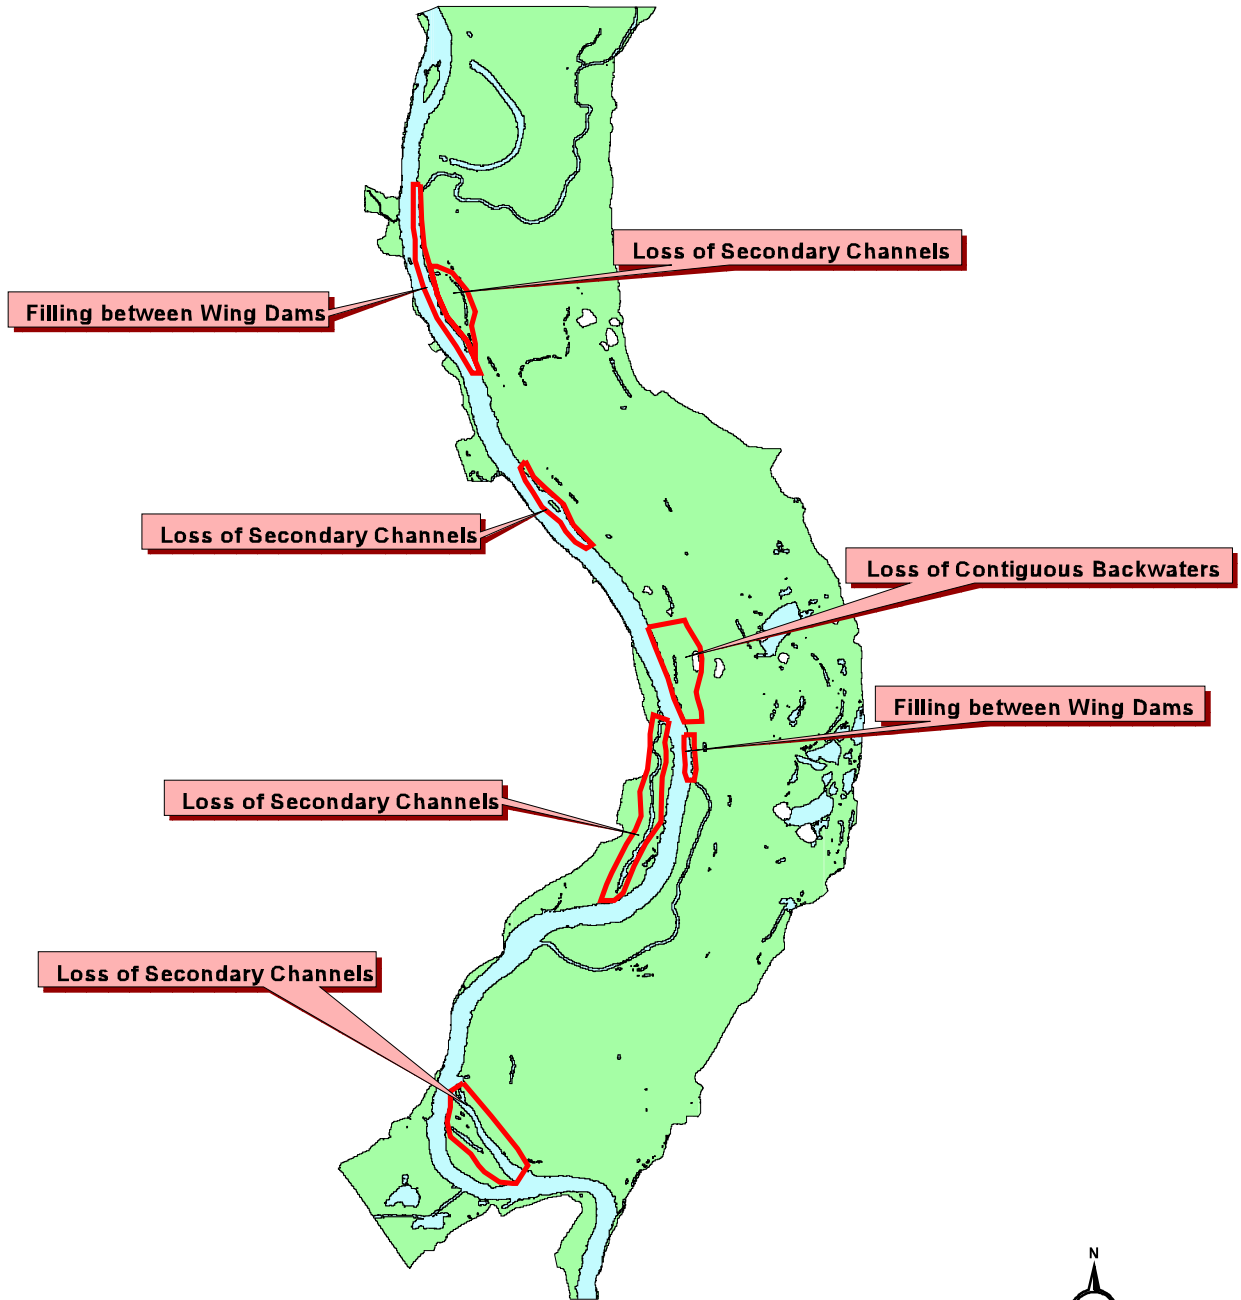 Loss of Secondary Channels
Filling between Wing Dams
Loss of Secondary Channels
Loss of Contiguous Backwaters
Filling between Wing Dams
Loss of Secondary Channels
Loss of Secondary Channels
N